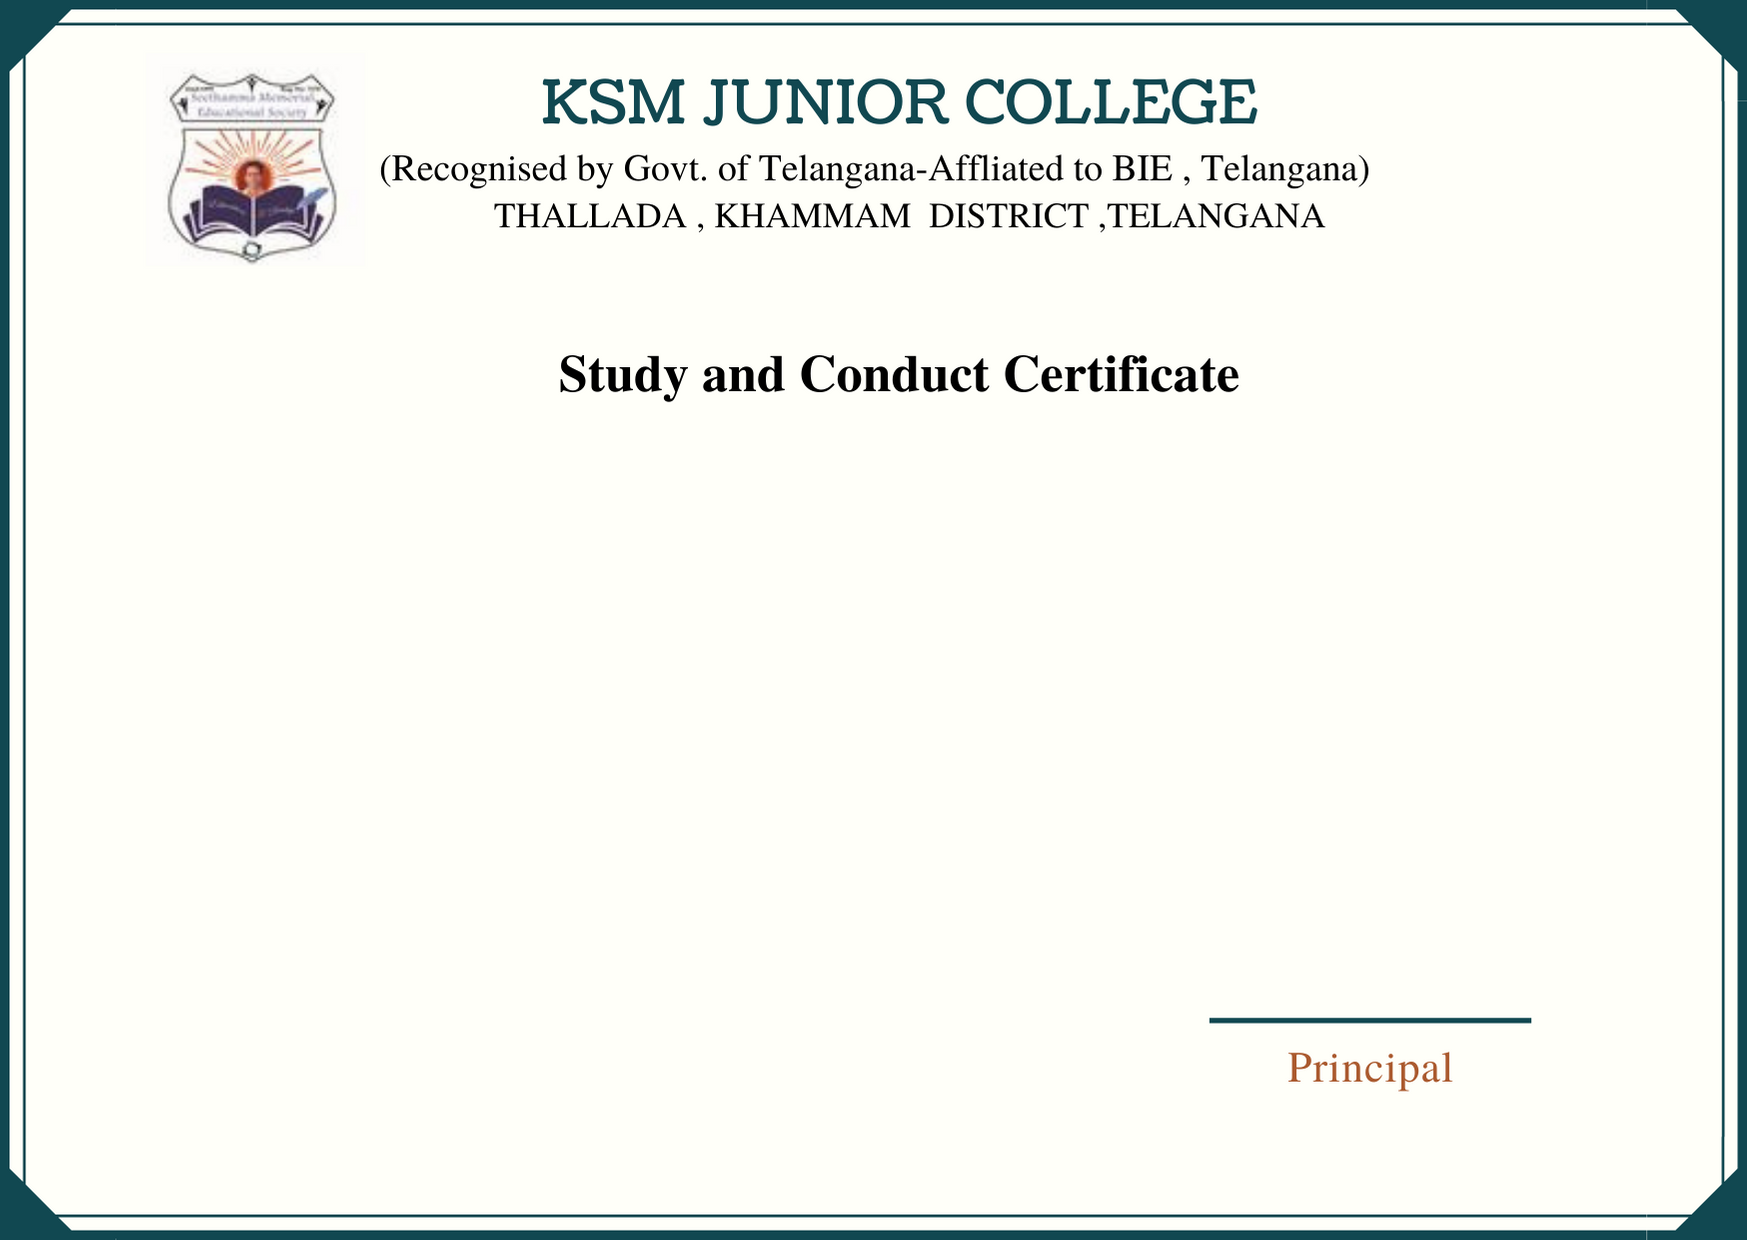 Seethamma Memorial
Educational Society
KSM JUNIOR COLLEGE
(Recognised by Govt. of Telangana-Affliated to BIE , Telangana)
THALLADA , KHAMMAM  DISTRICT ,TELANGANA
Study and Conduct Certificate
Principal